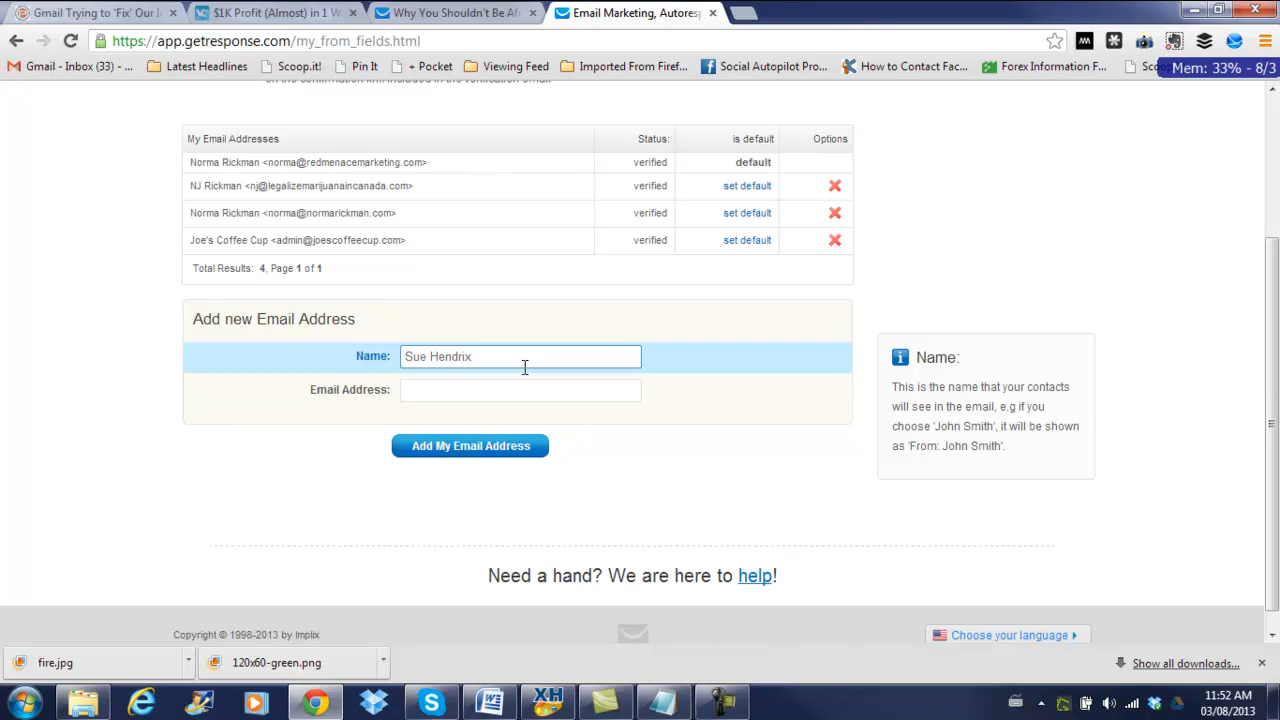 Gmail Trying to 'Fix' Our I
$1K Profit (Almost) in 1 W
Why You Shouldn't Be Af
Email Marketing, Autoresp
https://app.getresponse.com/my_from_fields.html
Gmail - Inbox (33) - ...
Latest Headlines
Scoop.it!
Pin It
+ Pocket
Viewing Feed
Imported From Firef...
Social Autopilot Pro...
How to Contact Fac...
Forex Information F...
Mem: 33% - 8/3
My Email Addresses Status: is default Options
Norma Rickman <norma@redmenacemarketing.com> verified default
NJ Rickman <nj@legalizemarijuanaincanada.com> verified set default
Norma Rickman <norma@normarickman.com> verified set default
Joe's Coffee Cup <admin@joescoffeecup.com> verified set default
Total Results: 4, Page 1 of 1
Add new Email Address
Name: Sue Hendrix
Email Address:
Add My Email Address
Name:
This is the name that your contacts
will see in the email, e.g if you
choose 'John Smith', it will be shown
as 'From: John Smith'.
Need a hand? We are here to help!
Copyright © 1998-2013 by Implix
Choose your language
fire.jpg
120x60-green.png
Show all downloads...
11:52 AM
03/08/2013